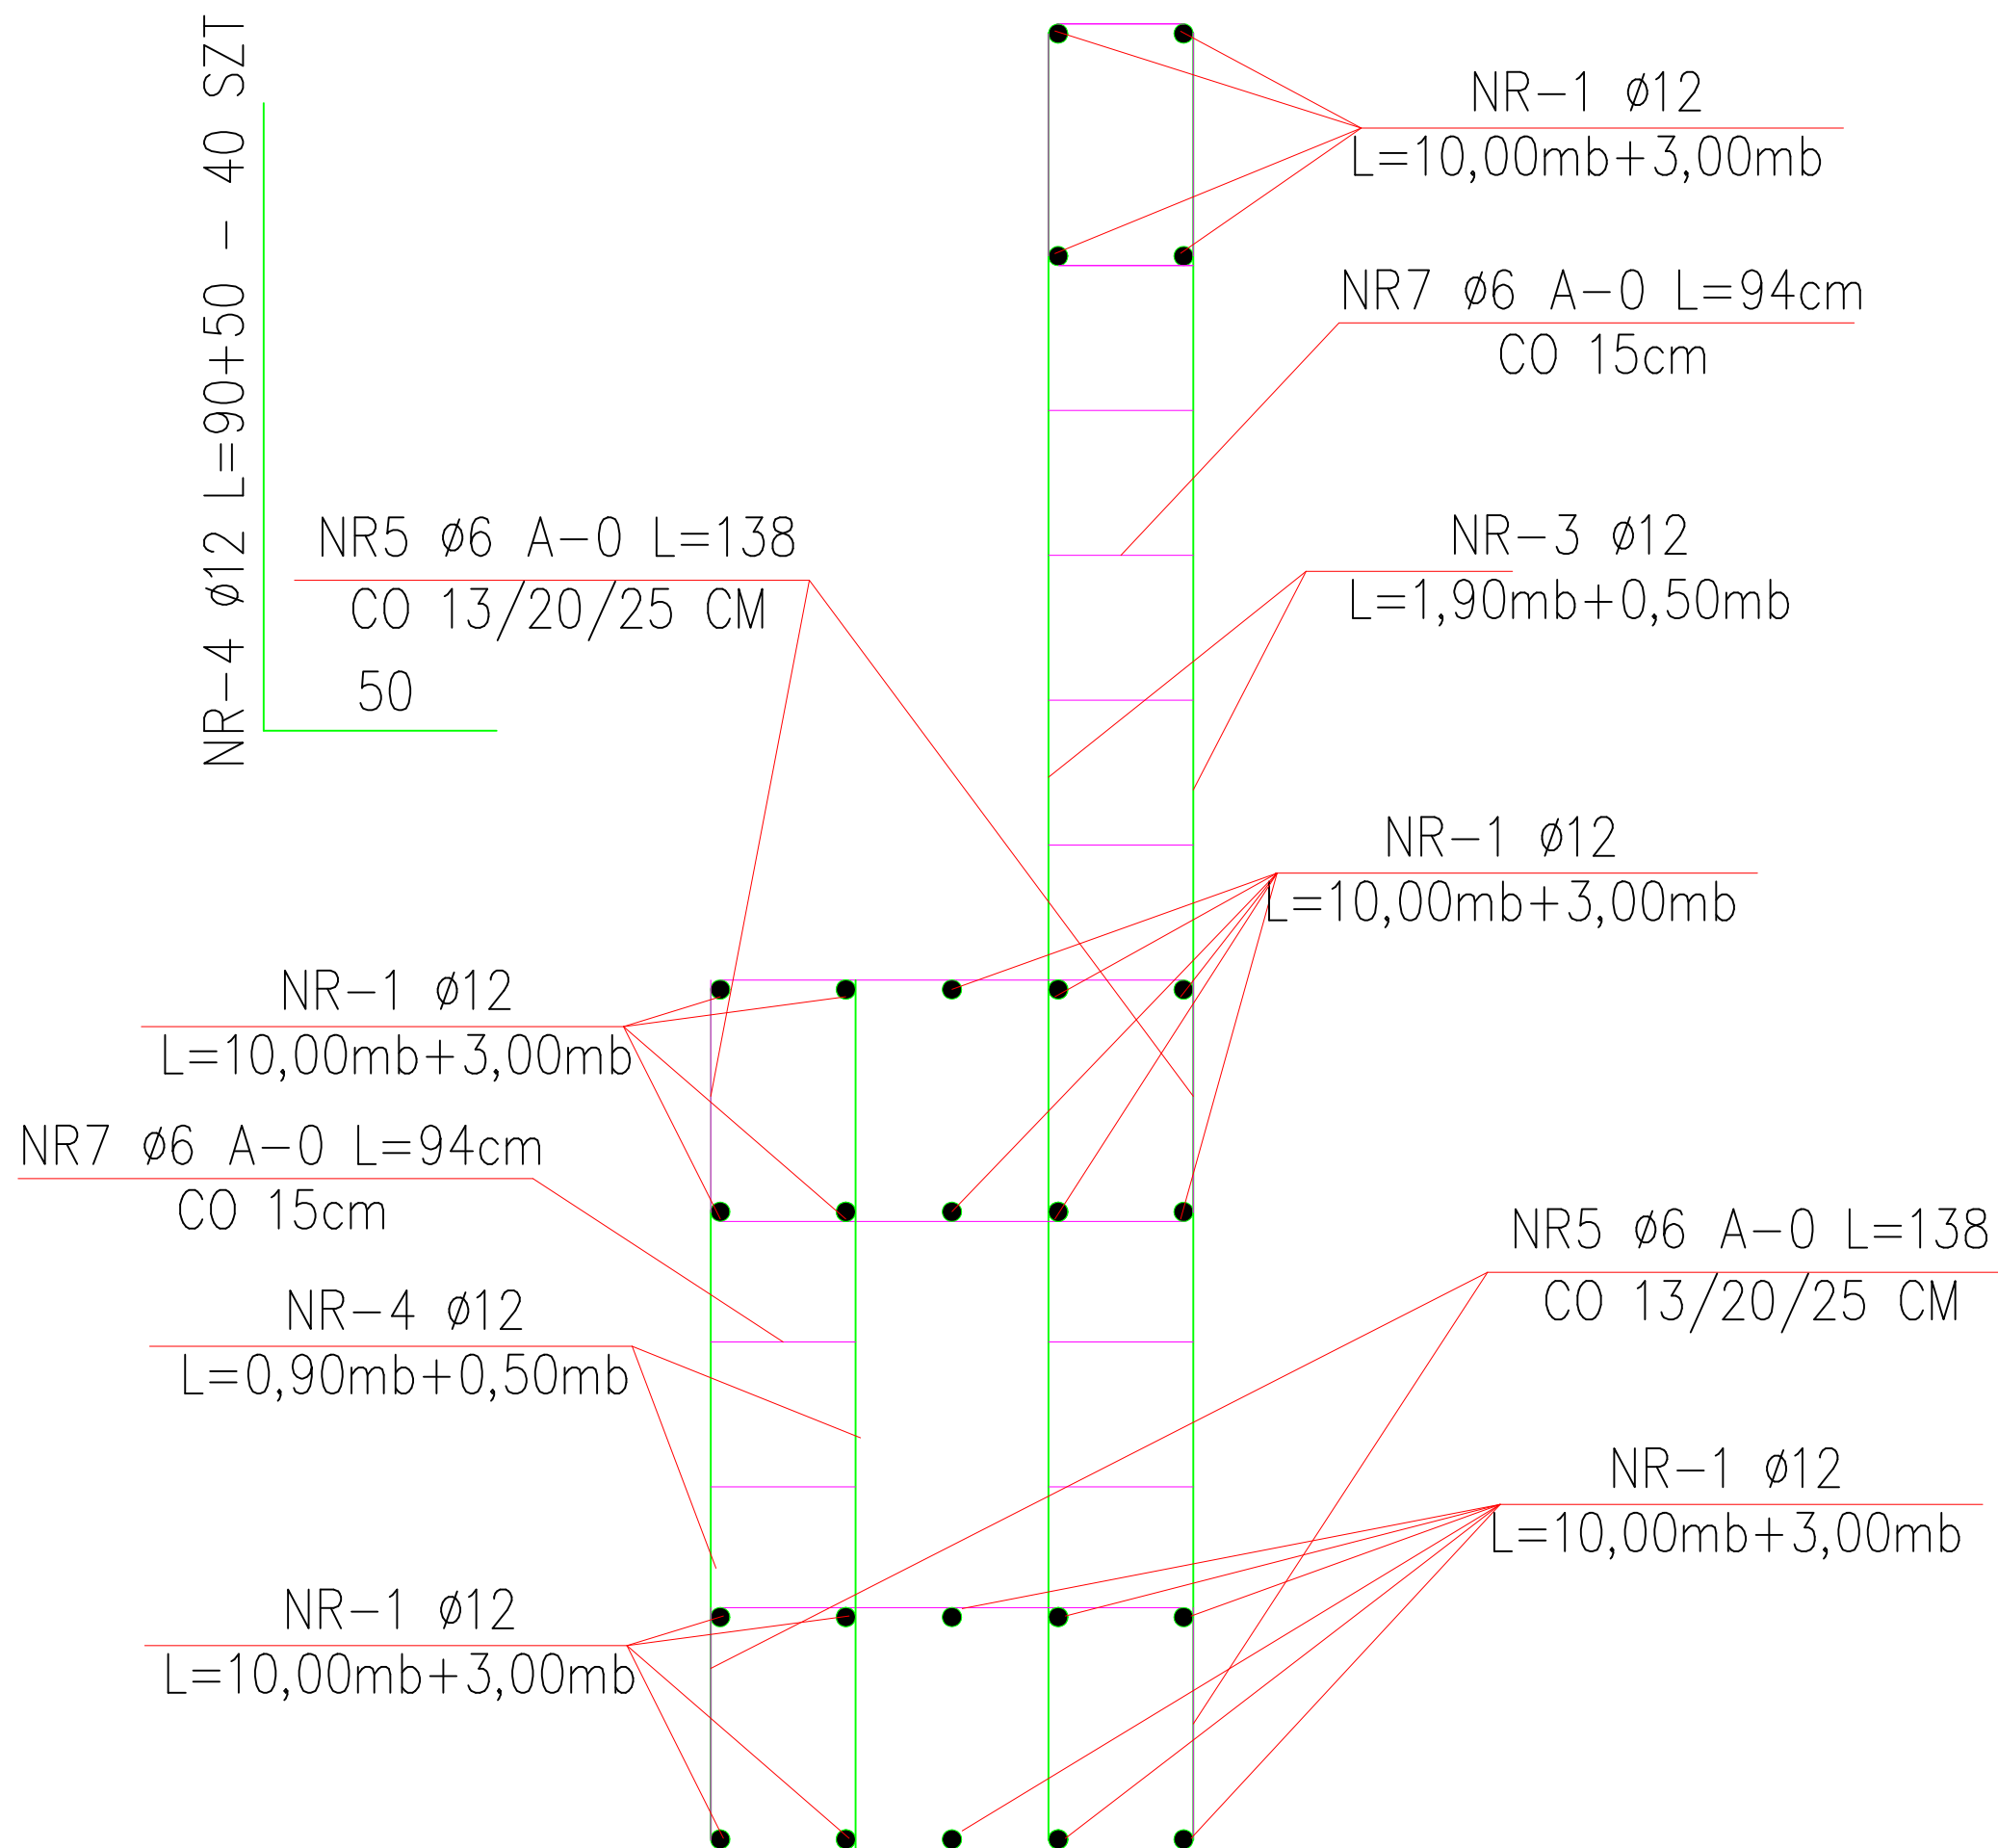 NR-4 ø12 L=90+50 - 40 SZT
NR-1 ø12
L=10,00mb+3,00mb
NR7 ø6 A-0 L=94cm
CO 15cm
NR5 ø6 A-0 L=138
CO 13/20/25 CM
50
NR-3 ø12
L=1,90mb+0,50mb
NR-1 ø12
L=10,00mb+3,00mb
NR-1 ø12
L=10,00mb+3,00mb
NR7 ø6 A-0 L=94cm
CO 15cm
NR5 ø6 A-0 L=138
CO 13/20/25 CM
NR-4 ø12
L=0,90mb+0,50mb
NR-1 ø12
L=10,00mb+3,00mb
NR-1 ø12
L=10,00mb+3,00mb